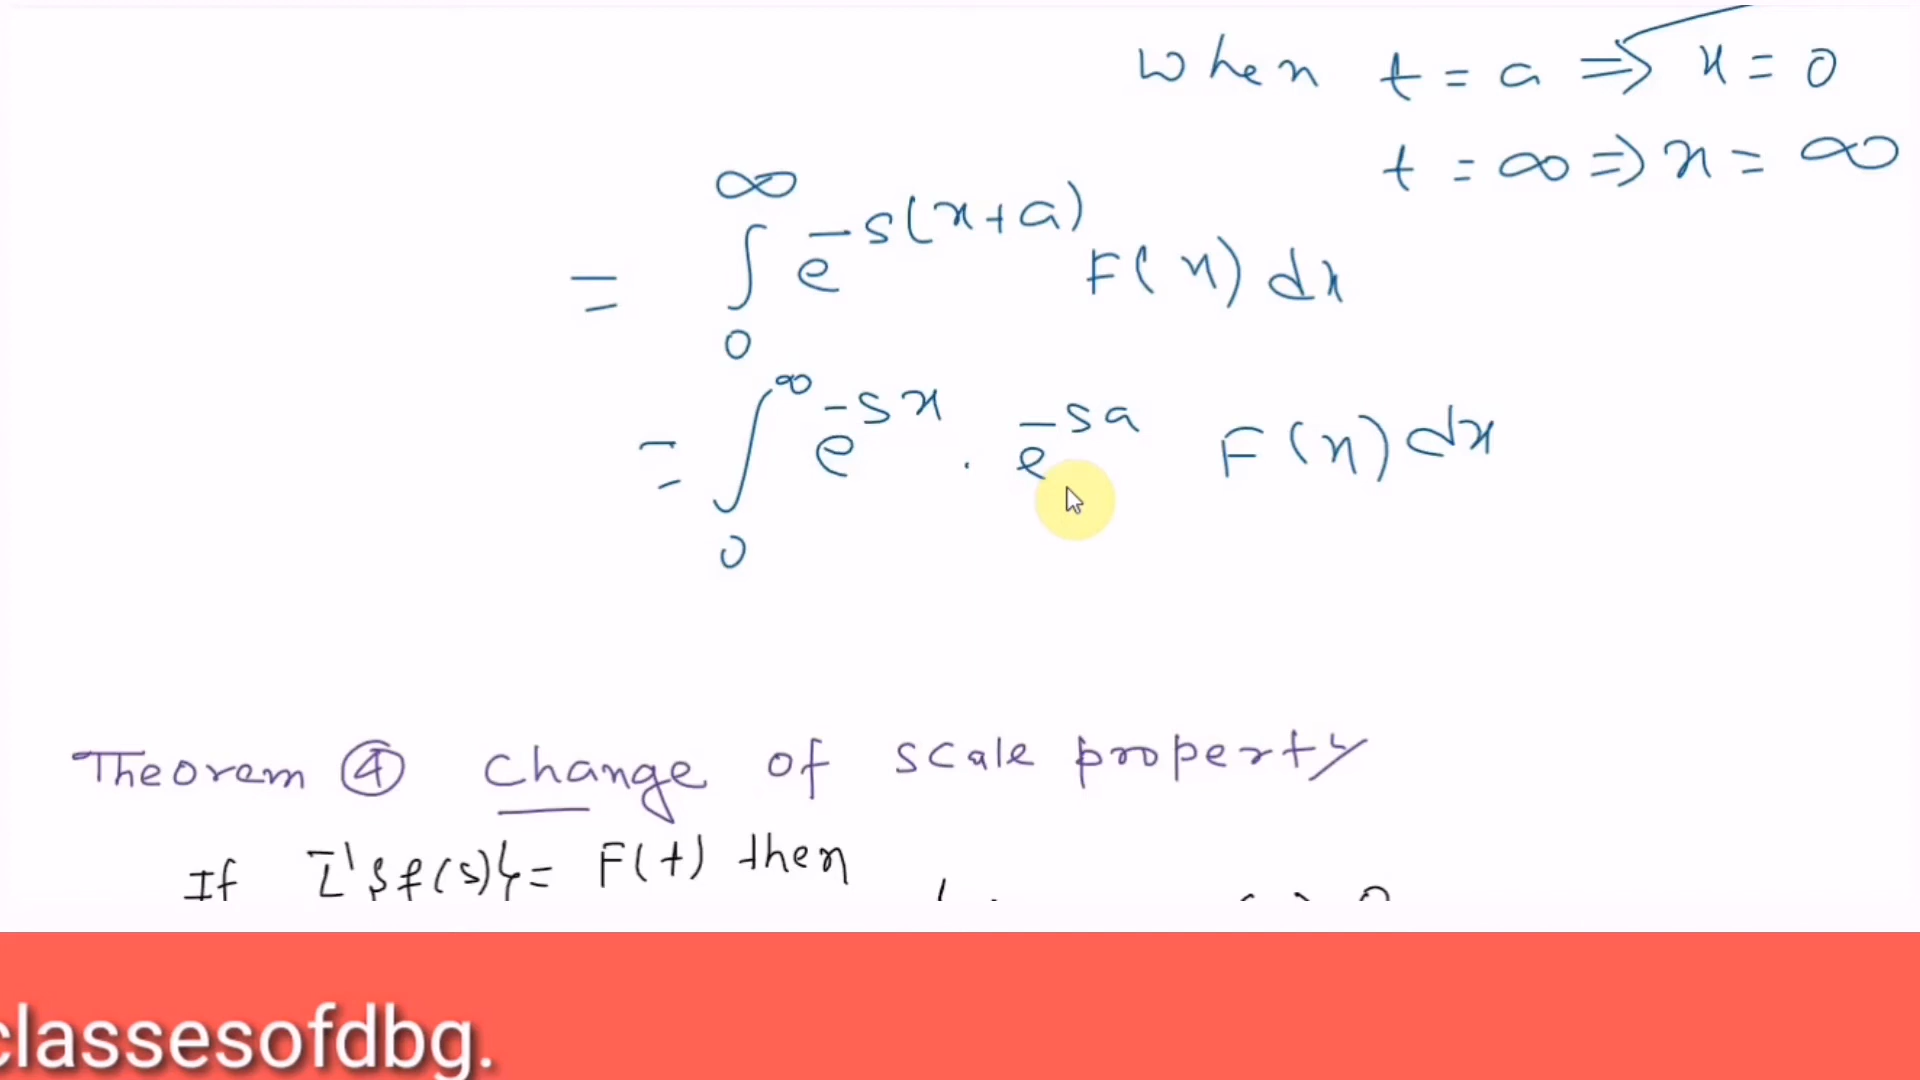 when t = a ⇒ x = 0
t = ∞ ⇒ x = ∞
= ∫₀^∞ e^{-s(x+a)} F(x) dx
= ∫₀^∞ e^{-sx} . e^{-sa} F(x) dx
Theorem ④ change of scale property
If L⁻¹{f(s)} = F(t) then
classesofdbg.